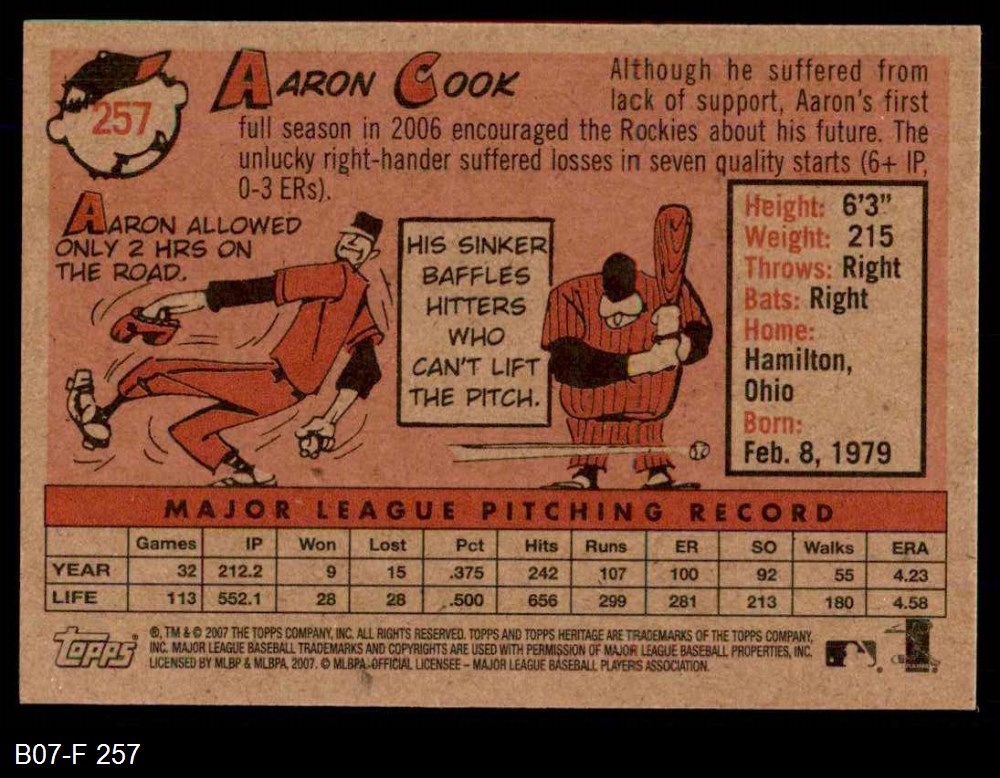 257
AARON COOK
Although he suffered from
lack of support, Aaron's first
full season in 2006 encouraged the Rockies about his future. The
unlucky right-hander suffered losses in seven quality starts (6+ IP,
0-3 ERs).
AARON ALLOWED
ONLY 2 HRS ON
THE ROAD.
HIS SINKER
BAFFLES
HITTERS
WHO
CAN'T LIFT
THE PITCH.
Height: 6'3"
Weight: 215
Throws: Right
Bats: Right
Home:
Hamilton,
Ohio
Born:
Feb. 8, 1979
MAJOR LEAGUE PITCHING RECORD
Games IP Won Lost Pct Hits Runs ER SO Walks ERA
YEAR 32 212.2 9 15 .375 242 107 100 92 55 4.23
LIFE 113 552.1 28 28 .500 656 299 281 213 180 4.58
topps
®, TM & © 2007 THE TOPPS COMPANY, INC. ALL RIGHTS RESERVED. TOPPS AND TOPPS HERITAGE ARE TRADEMARKS OF THE TOPPS COMPANY,
INC. MAJOR LEAGUE BASEBALL TRADEMARKS AND COPYRIGHTS ARE USED WITH PERMISSION OF MAJOR LEAGUE BASEBALL PROPERTIES, INC.
LICENSED BY MLBP & MLBPA, 2007. © MLBPA-OFFICIAL LICENSEE – MAJOR LEAGUE BASEBALL PLAYERS ASSOCIATION.
B07-F 257